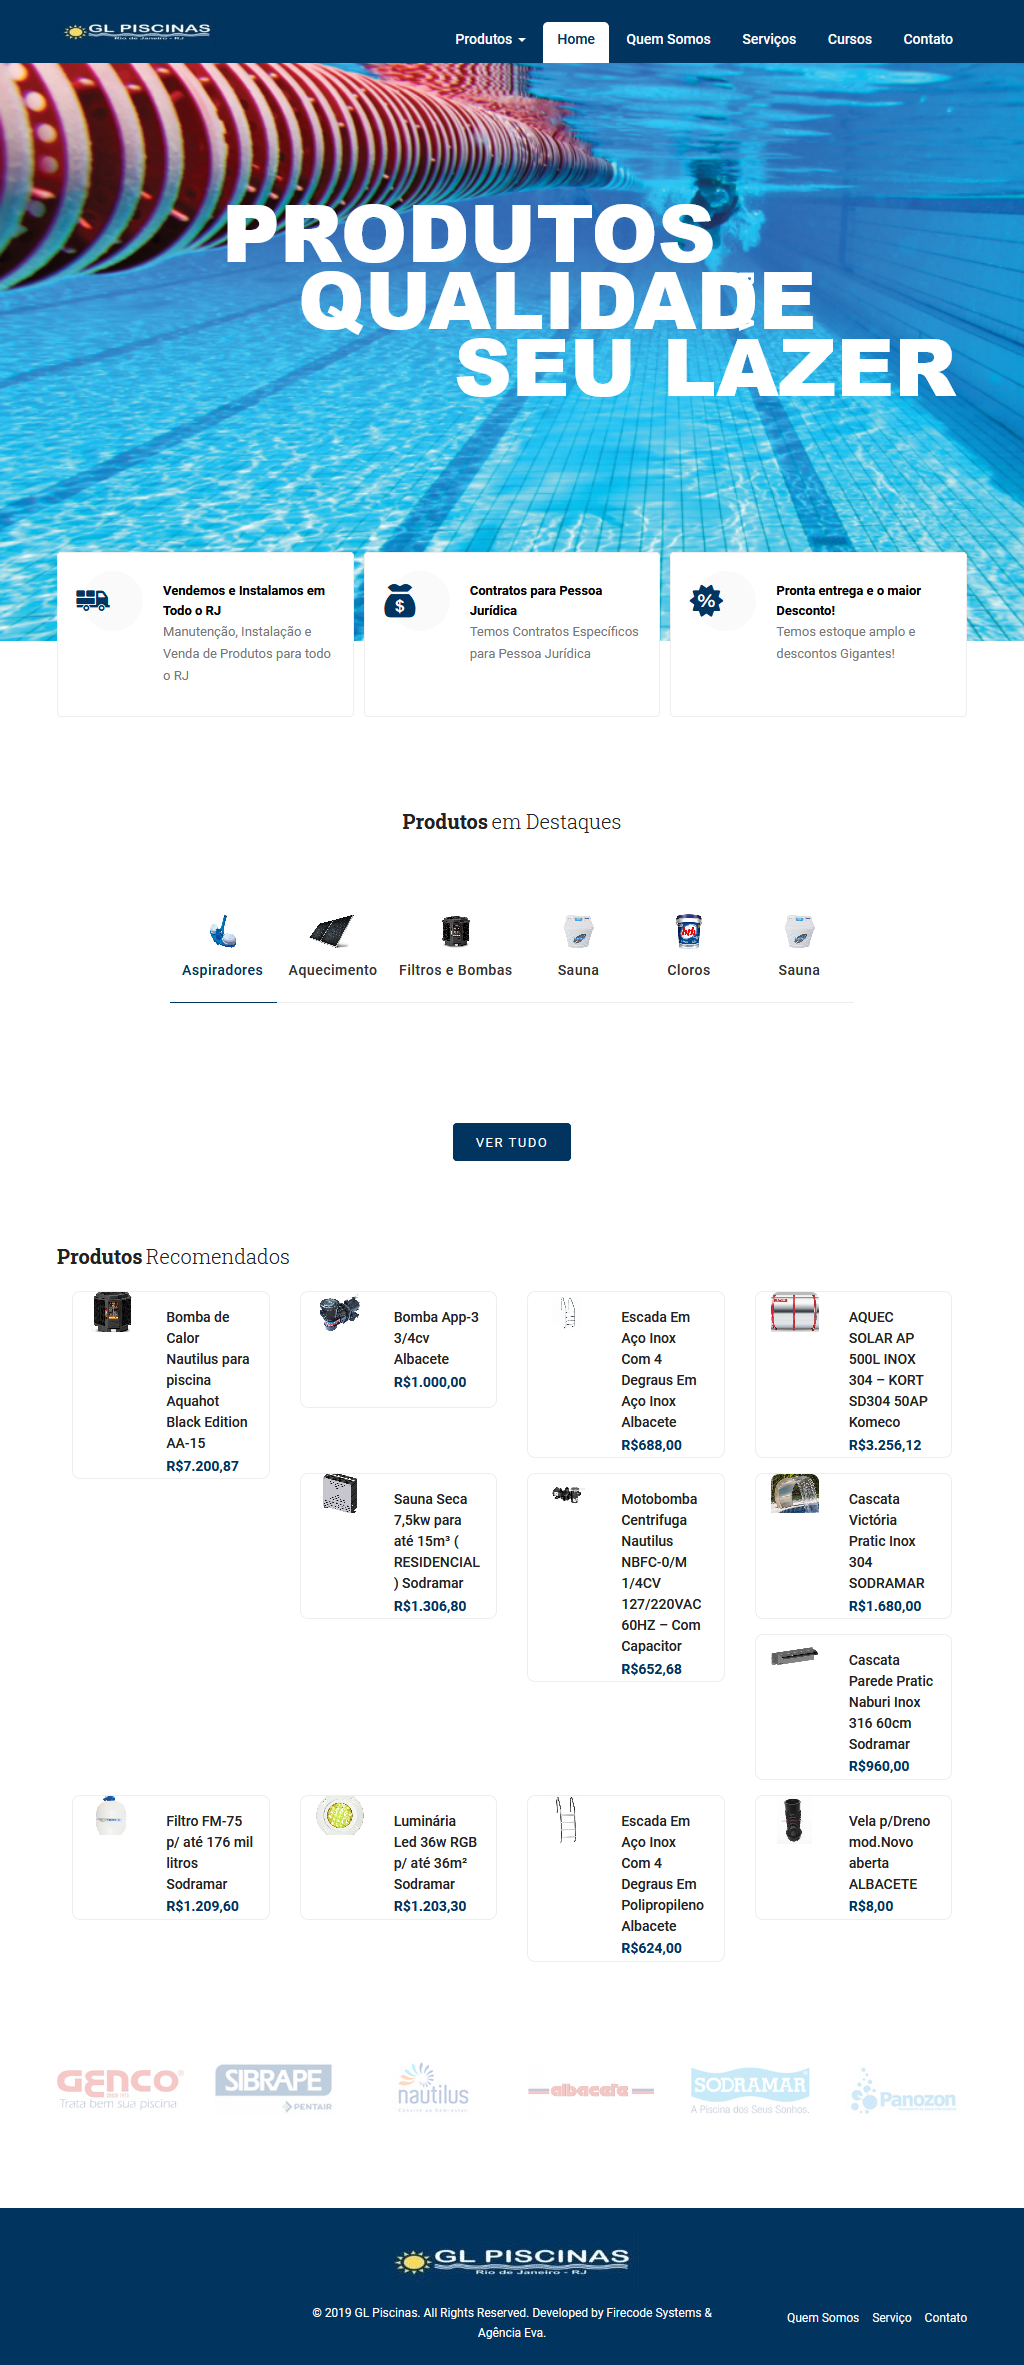 GL PISCINAS
Rio de Janeiro - RJ
Produtos
Home
Quem Somos
Serviços
Cursos
Contato
PRODUTOS
QUALIDADE
SEU LAZER
Vendemos e Instalamos em
Todo o RJ
Manutenção, Instalação e
Venda de Produtos para todo
o RJ
Contratos para Pessoa
Jurídica
Temos Contratos Específicos
para Pessoa Jurídica
Pronta entrega e o maior
Desconto!
Temos estoque amplo e
descontos Gigantes!
Produtos em Destaques
Aspiradores
Aquecimento
Filtros e Bombas
Sauna
Cloros
Sauna
VER TUDO
Produtos Recomendados
Bomba de
Calor
Nautilus para
piscina
Aquahot
Black Edition
AA-15
R$7.200,87
Bomba App-3
3/4cv
Albacete
R$1.000,00
Escada Em
Aço Inox
Com 4
Degraus Em
Aço Inox
Albacete
R$688,00
AQUEC
SOLAR AP
500L INOX
304 – KORT
SD304 50AP
Komeco
R$3.256,12
Sauna Seca
7,5kw para
até 15m³ (
RESIDENCIAL
) Sodramar
R$1.306,80
Motobomba
Centrifuga
Nautilus
NBFC-0/M
1/4CV
127/220VAC
60HZ – Com
Capacitor
R$652,68
Cascata
Victória
Pratic Inox
304
SODRAMAR
R$1.680,00
Cascata
Parede Pratic
Naburi Inox
316 60cm
Sodramar
R$960,00
Filtro FM-75
p/ até 176 mil
litros
Sodramar
R$1.209,60
Luminária
Led 36w RGB
p/ até 36m²
Sodramar
R$1.203,30
Escada Em
Aço Inox
Com 4
Degraus Em
Polipropileno
Albacete
R$624,00
Vela p/Dreno
mod.Novo
aberta
ALBACETE
R$8,00
GENCO
Trata bem sua piscina
SIBRAPE
PENTAIR
nautilus
albacete
SODRAMAR
A Piscina dos Seus Sonhos.
Panozon
GL PISCINAS
Rio de Janeiro - RJ
© 2019 GL Piscinas. All Rights Reserved. Developed by Firecode Systems &
Agência Eva.
Quem Somos
Serviço
Contato